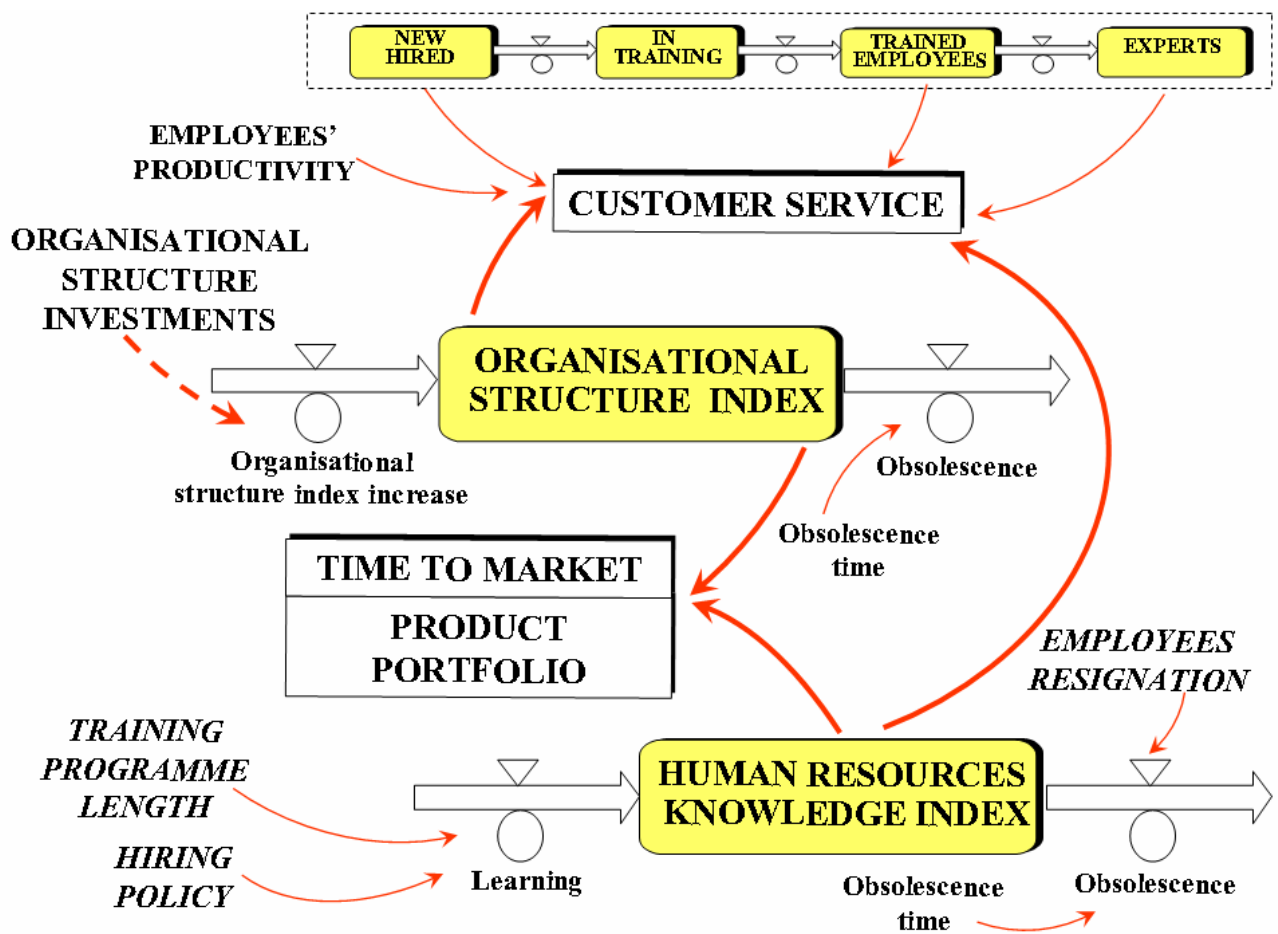 NEW
HIRED
IN
TRAINING
TRAINED
EMPLOYEES
EXPERTS
EMPLOYEES’
PRODUCTIVITY
CUSTOMER SERVICE
ORGANISATIONAL
STRUCTURE
INVESTMENTS
ORGANISATIONAL
STRUCTURE INDEX
Organisational
structure index increase
Obsolescence
Obsolescence
time
TIME TO MARKET
PRODUCT
PORTFOLIO
EMPLOYEES
RESIGNATION
TRAINING
PROGRAMME
LENGTH
HUMAN RESOURCES
KNOWLEDGE INDEX
HIRING
POLICY
Learning
Obsolescence
time
Obsolescence